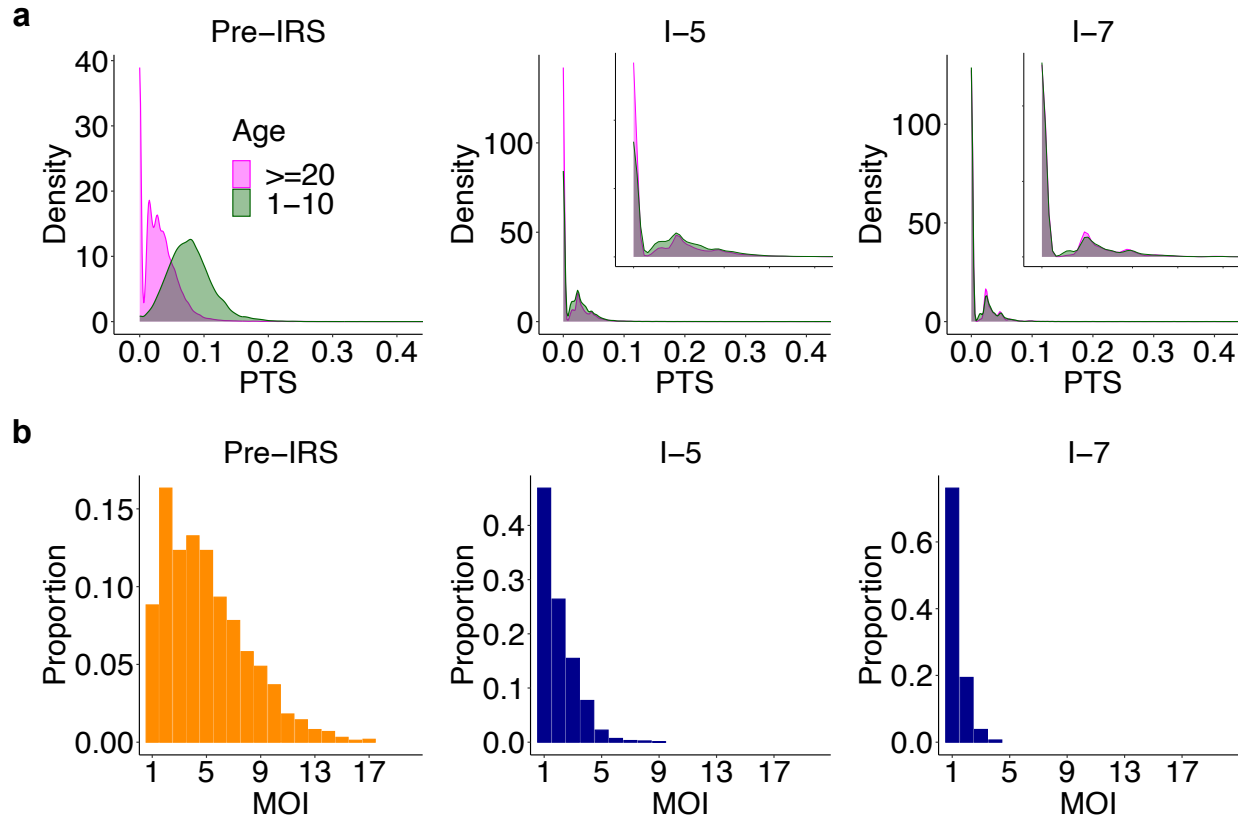 a
Pre−IRS
I−5
I−7
Density
40
30
20
10
0
Age
>=20
1−10
0.0 0.1 0.2 0.3 0.4
PTS
Density
100
50
0
0.0 0.1 0.2 0.3 0.4
PTS
Density
100
50
0
0.0 0.1 0.2 0.3 0.4
PTS
b
Pre−IRS
I−5
I−7
Proportion
0.15
0.10
0.05
0.00
1 5 9 13 17
MOI
Proportion
0.4
0.3
0.2
0.1
0.0
1 5 9 13 17
MOI
Proportion
0.6
0.4
0.2
0.0
1 5 9 13 17
MOI